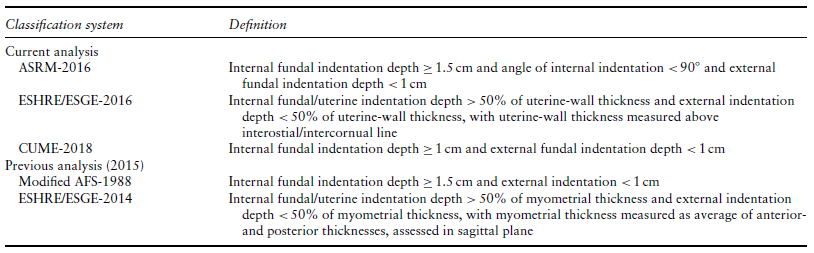 Classification system Definition
Current analysis
ASRM-2016 Internal fundal indentation depth ≥ 1.5 cm and angle of internal indentation < 90° and external
fundal indentation depth < 1 cm
ESHRE/ESGE-2016 Internal fundal/uterine indentation depth > 50% of uterine-wall thickness and external indentation
depth < 50% of uterine-wall thickness, with uterine-wall thickness measured above
interostial/intercornual line
CUME-2018 Internal fundal indentation depth ≥ 1 cm and external fundal indentation depth < 1 cm
Previous analysis (2015)
Modified AFS-1988 Internal fundal indentation depth ≥ 1.5 cm and external indentation < 1 cm
ESHRE/ESGE-2014 Internal fundal/uterine indentation depth > 50% of myometrial thickness and external indentation
depth < 50% of myometrial thickness, with myometrial thickness measured as average of anterior-
and posterior thicknesses, assessed in sagittal plane